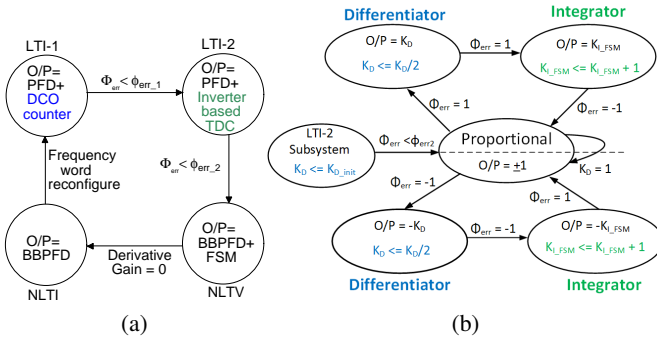 LTI-1
O/P=
PFD+
DCO
counter
Φerr < ϕerr_1
LTI-2
O/P=
PFD+
Inverter
based
TDC
Φerr < ϕerr_2
Frequency
word
reconfigure
O/P=
BBPFD
NLTI
Derivative
Gain = 0
O/P=
BBPFD+
FSM
NLTV
(a)
Differentiator
O/P = KD
KD <= KD/2
Φerr = 1
Integrator
O/P = KI_FSM
KI_FSM <= KI_FSM + 1
Φerr = 1
Φerr = -1
LTI-2
Subsystem
KD <= KD_init
Φerr <Φerr2
Proportional
O/P = ±1
KD = 1
Φerr = -1
Φerr = 1
O/P = -KD
KD <= KD/2
Φerr = -1
O/P = -KI_FSM
KI_FSM <= KI_FSM + 1
Differentiator
Integrator
(b)